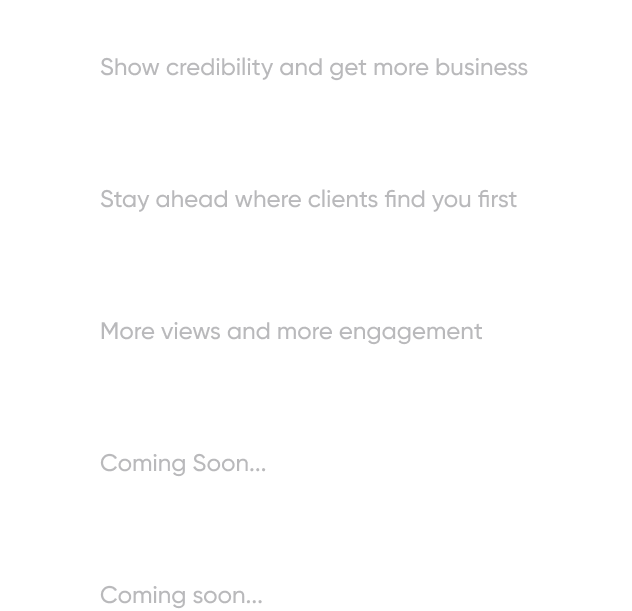 Show credibility and get more business
Stay ahead where clients find you first
More views and more engagement
Coming Soon...
Coming soon...